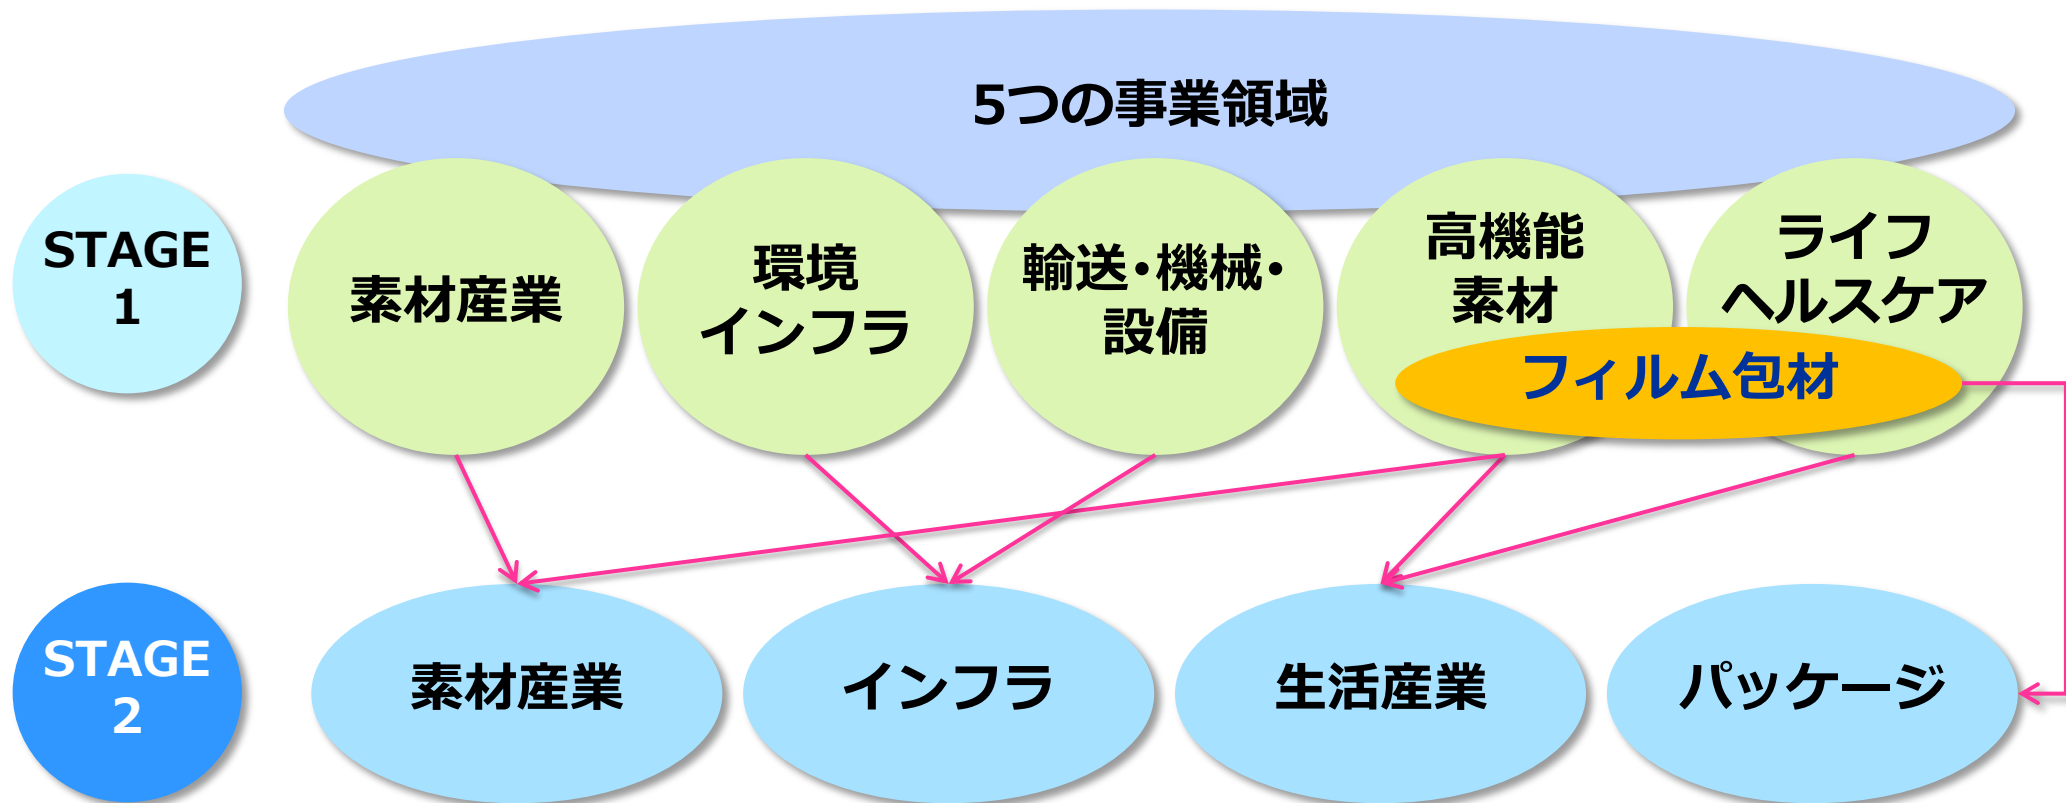 5つの事業領域
STAGE
1
素材産業
環境
インフラ
輸送・機械・
設備
高機能
素材
ライフ
ヘルスケア
フィルム包材
STAGE
2
素材産業
インフラ
生活産業
パッケージ